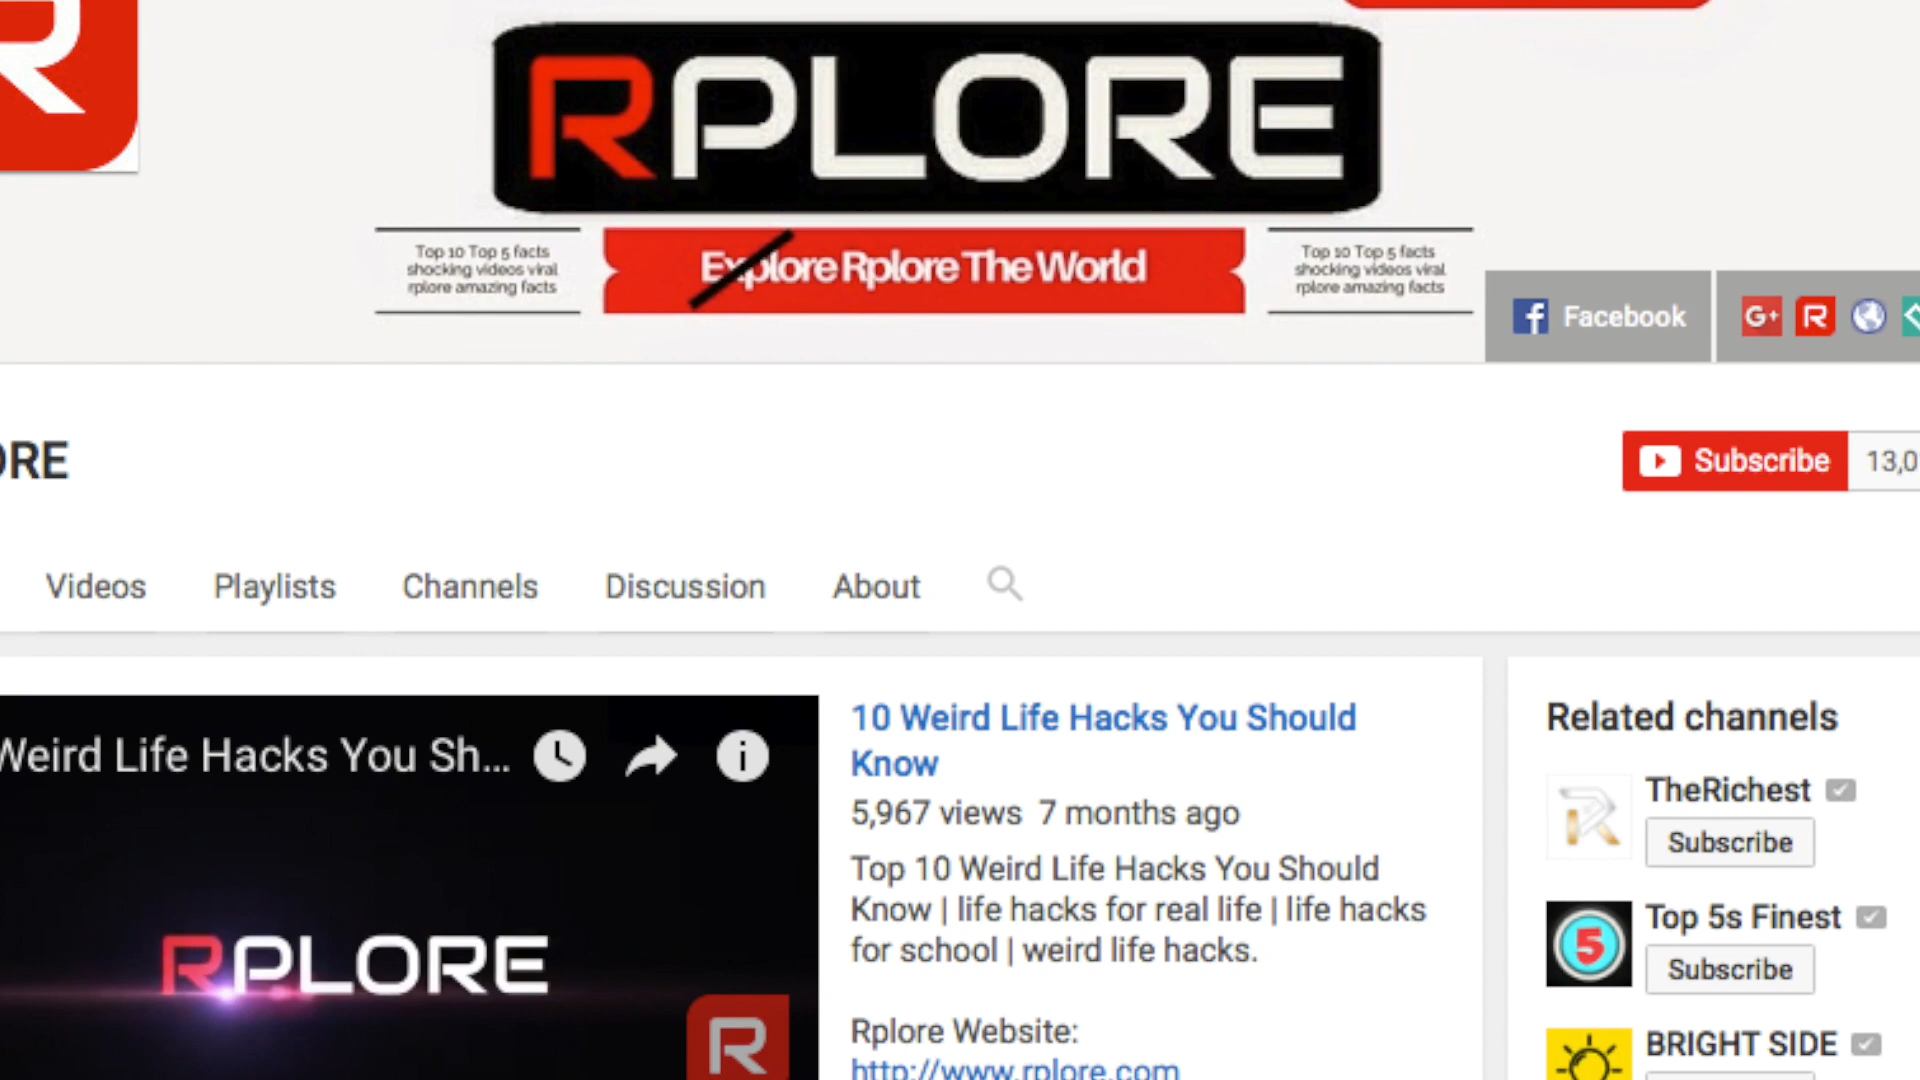 RPLORE
Top 10 Top 5 facts
shocking videos viral
rplore amazing facts
Explore Rplore The World
Top 10 Top 5 facts
shocking videos viral
rplore amazing facts
Facebook
G+ R
ORE
Subscribe
13,0
Videos Playlists Channels Discussion About
Weird Life Hacks You Sh...
RPLORE
R
10 Weird Life Hacks You Should
Know
5,967 views 7 months ago
Top 10 Weird Life Hacks You Should
Know | life hacks for real life | life hacks
for school | weird life hacks.
Rplore Website:
http://www.rplore.com
Related channels
TheRichest
Subscribe
5
Top 5s Finest
Subscribe
BRIGHT SIDE